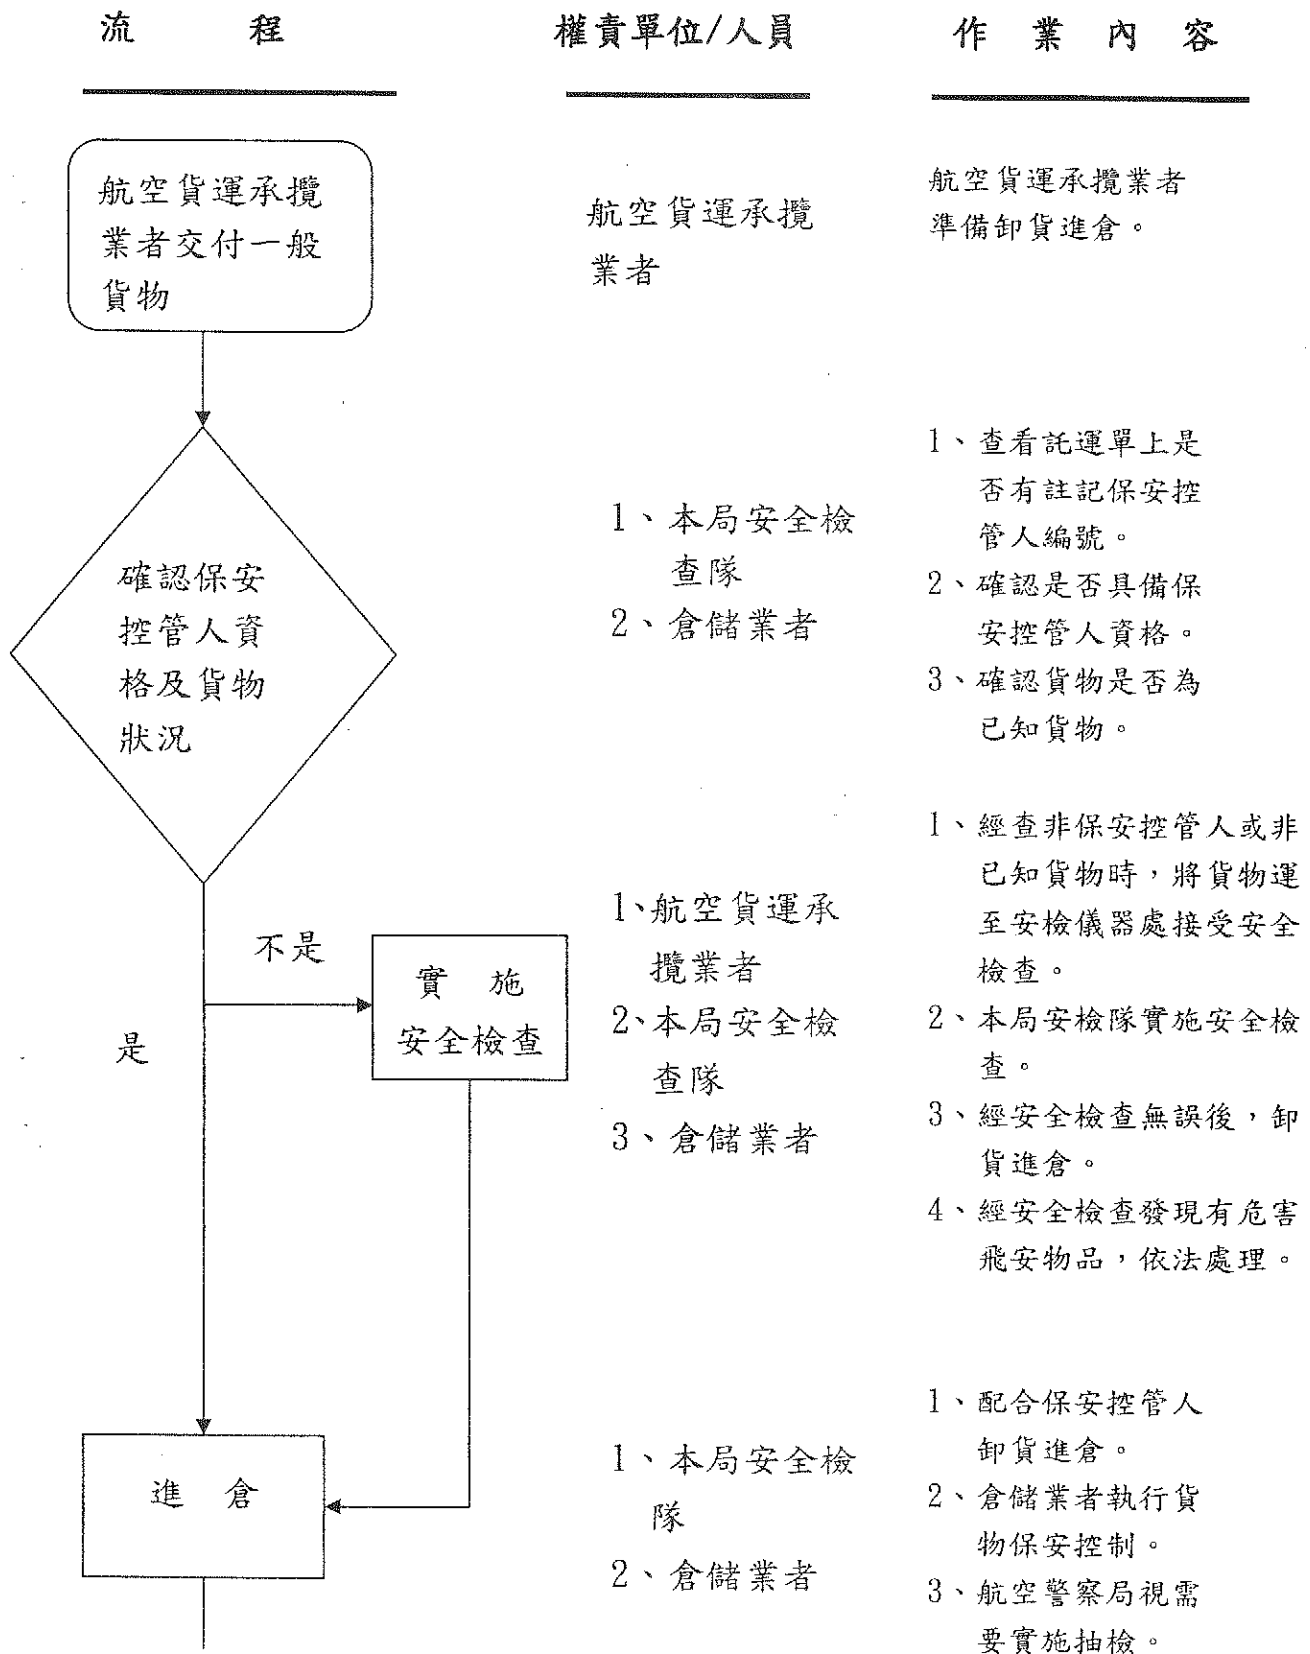 流 程
權責單位/人員
作 業 內 容
航空貨運承攬
業者交付一般
貨物
航空貨運承攬
業者
航空貨運承攬業者
準備卸貨進倉。
確認保安
控管人資
格及貨物
狀況
1、本局安全檢
查隊
2、倉儲業者
1、查看託運單上是
否有註記保安控
管人編號。
2、確認是否具備保
安控管人資格。
3、確認貨物是否為
已知貨物。
不是
是
實 施
安全檢查
1、航空貨運承
攬業者
2、本局安全檢
查隊
3、倉儲業者
1、經查非保安控管人或非
已知貨物時,將貨物運
至安檢儀器處接受安全
檢查。
2、本局安檢隊實施安全檢
查。
3、經安全檢查無誤後,卸
貨進倉。
4、經安全檢查發現有危害
飛安物品,依法處理。
進 倉
1、本局安全檢
隊
2、倉儲業者
1、配合保安控管人
卸貨進倉。
2、倉儲業者執行貨
物保安控制。
3、航空警察局視需
要實施抽檢。